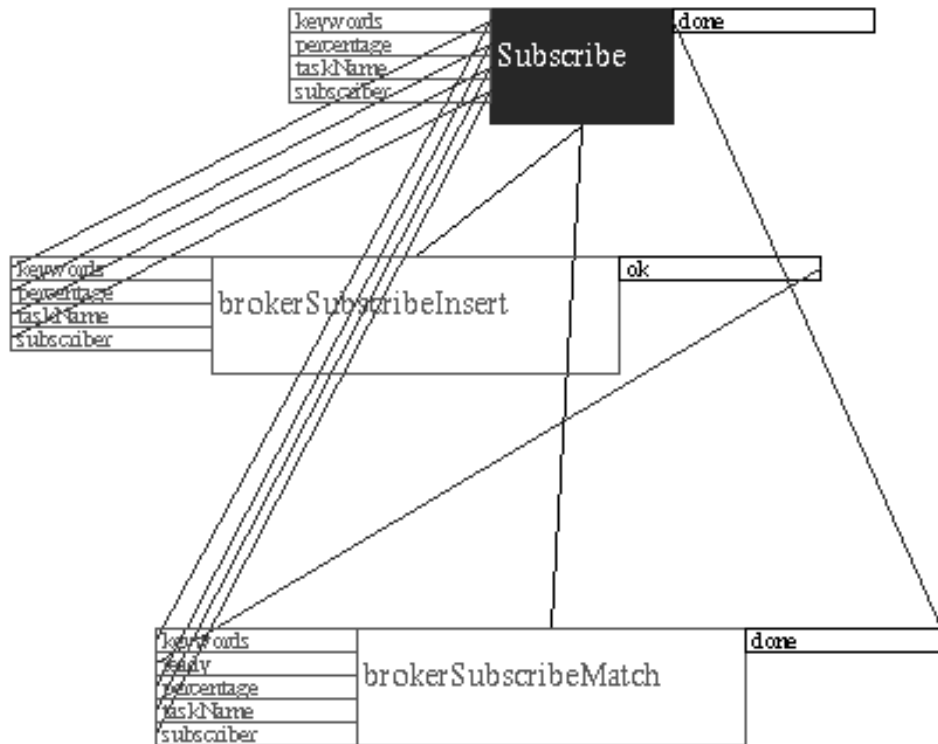 keywords
percentage
taskName
subscriber
Subscribe
done
keywords
percentage
taskName
subscriber
brokerSubscribeInsert
ok
keywords
ready
percentage
taskName
subscriber
brokerSubscribeMatch
done